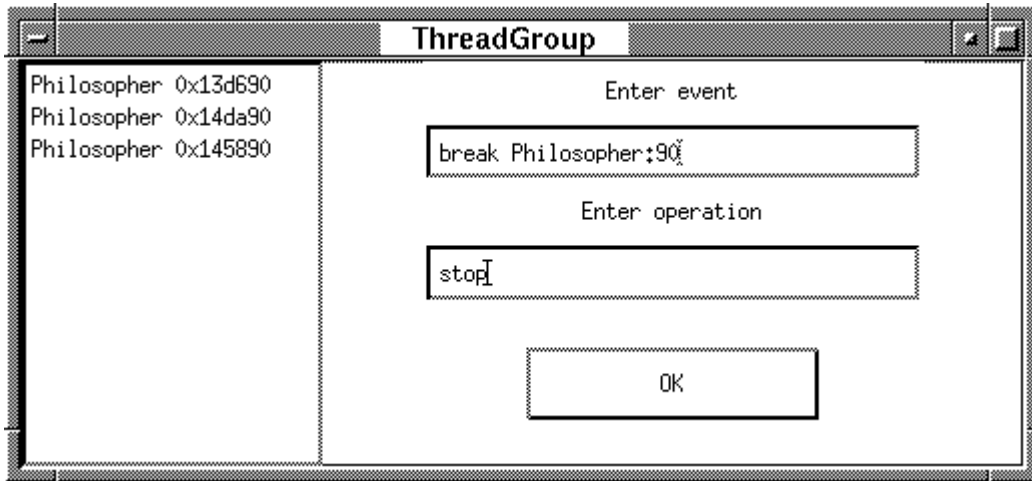 ThreadGroup
Philosopher 0x13d690
Philosopher 0x14da90
Philosopher 0x145890
Enter event
break Philosopher:90
Enter operation
stop
OK